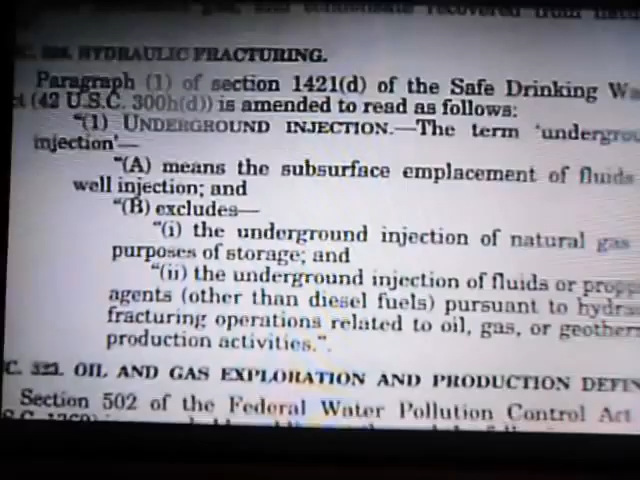 HYDRAULIC FRACTURING.
Paragraph (1) of section 1421(d) of the Safe Drinking
(42 U.S.C. 300h(d)) is amended to read as follows:
"(1) UNDERGROUND INJECTION.—The term 'undergrou
injection'—
"(A) means the subsurface emplacement of fluids
well injection; and
"(B) excludes—
"(i) the underground injection of natural gas
purposes of storage; and
"(ii) the underground injection of fluids or propp
agents (other than diesel fuels) pursuant to hydra
fracturing operations related to oil, gas, or geother
production activities.".
C. 323. OIL AND GAS EXPLORATION AND PRODUCTION DEFIN
Section 502 of the Federal Water Pollution Control Act